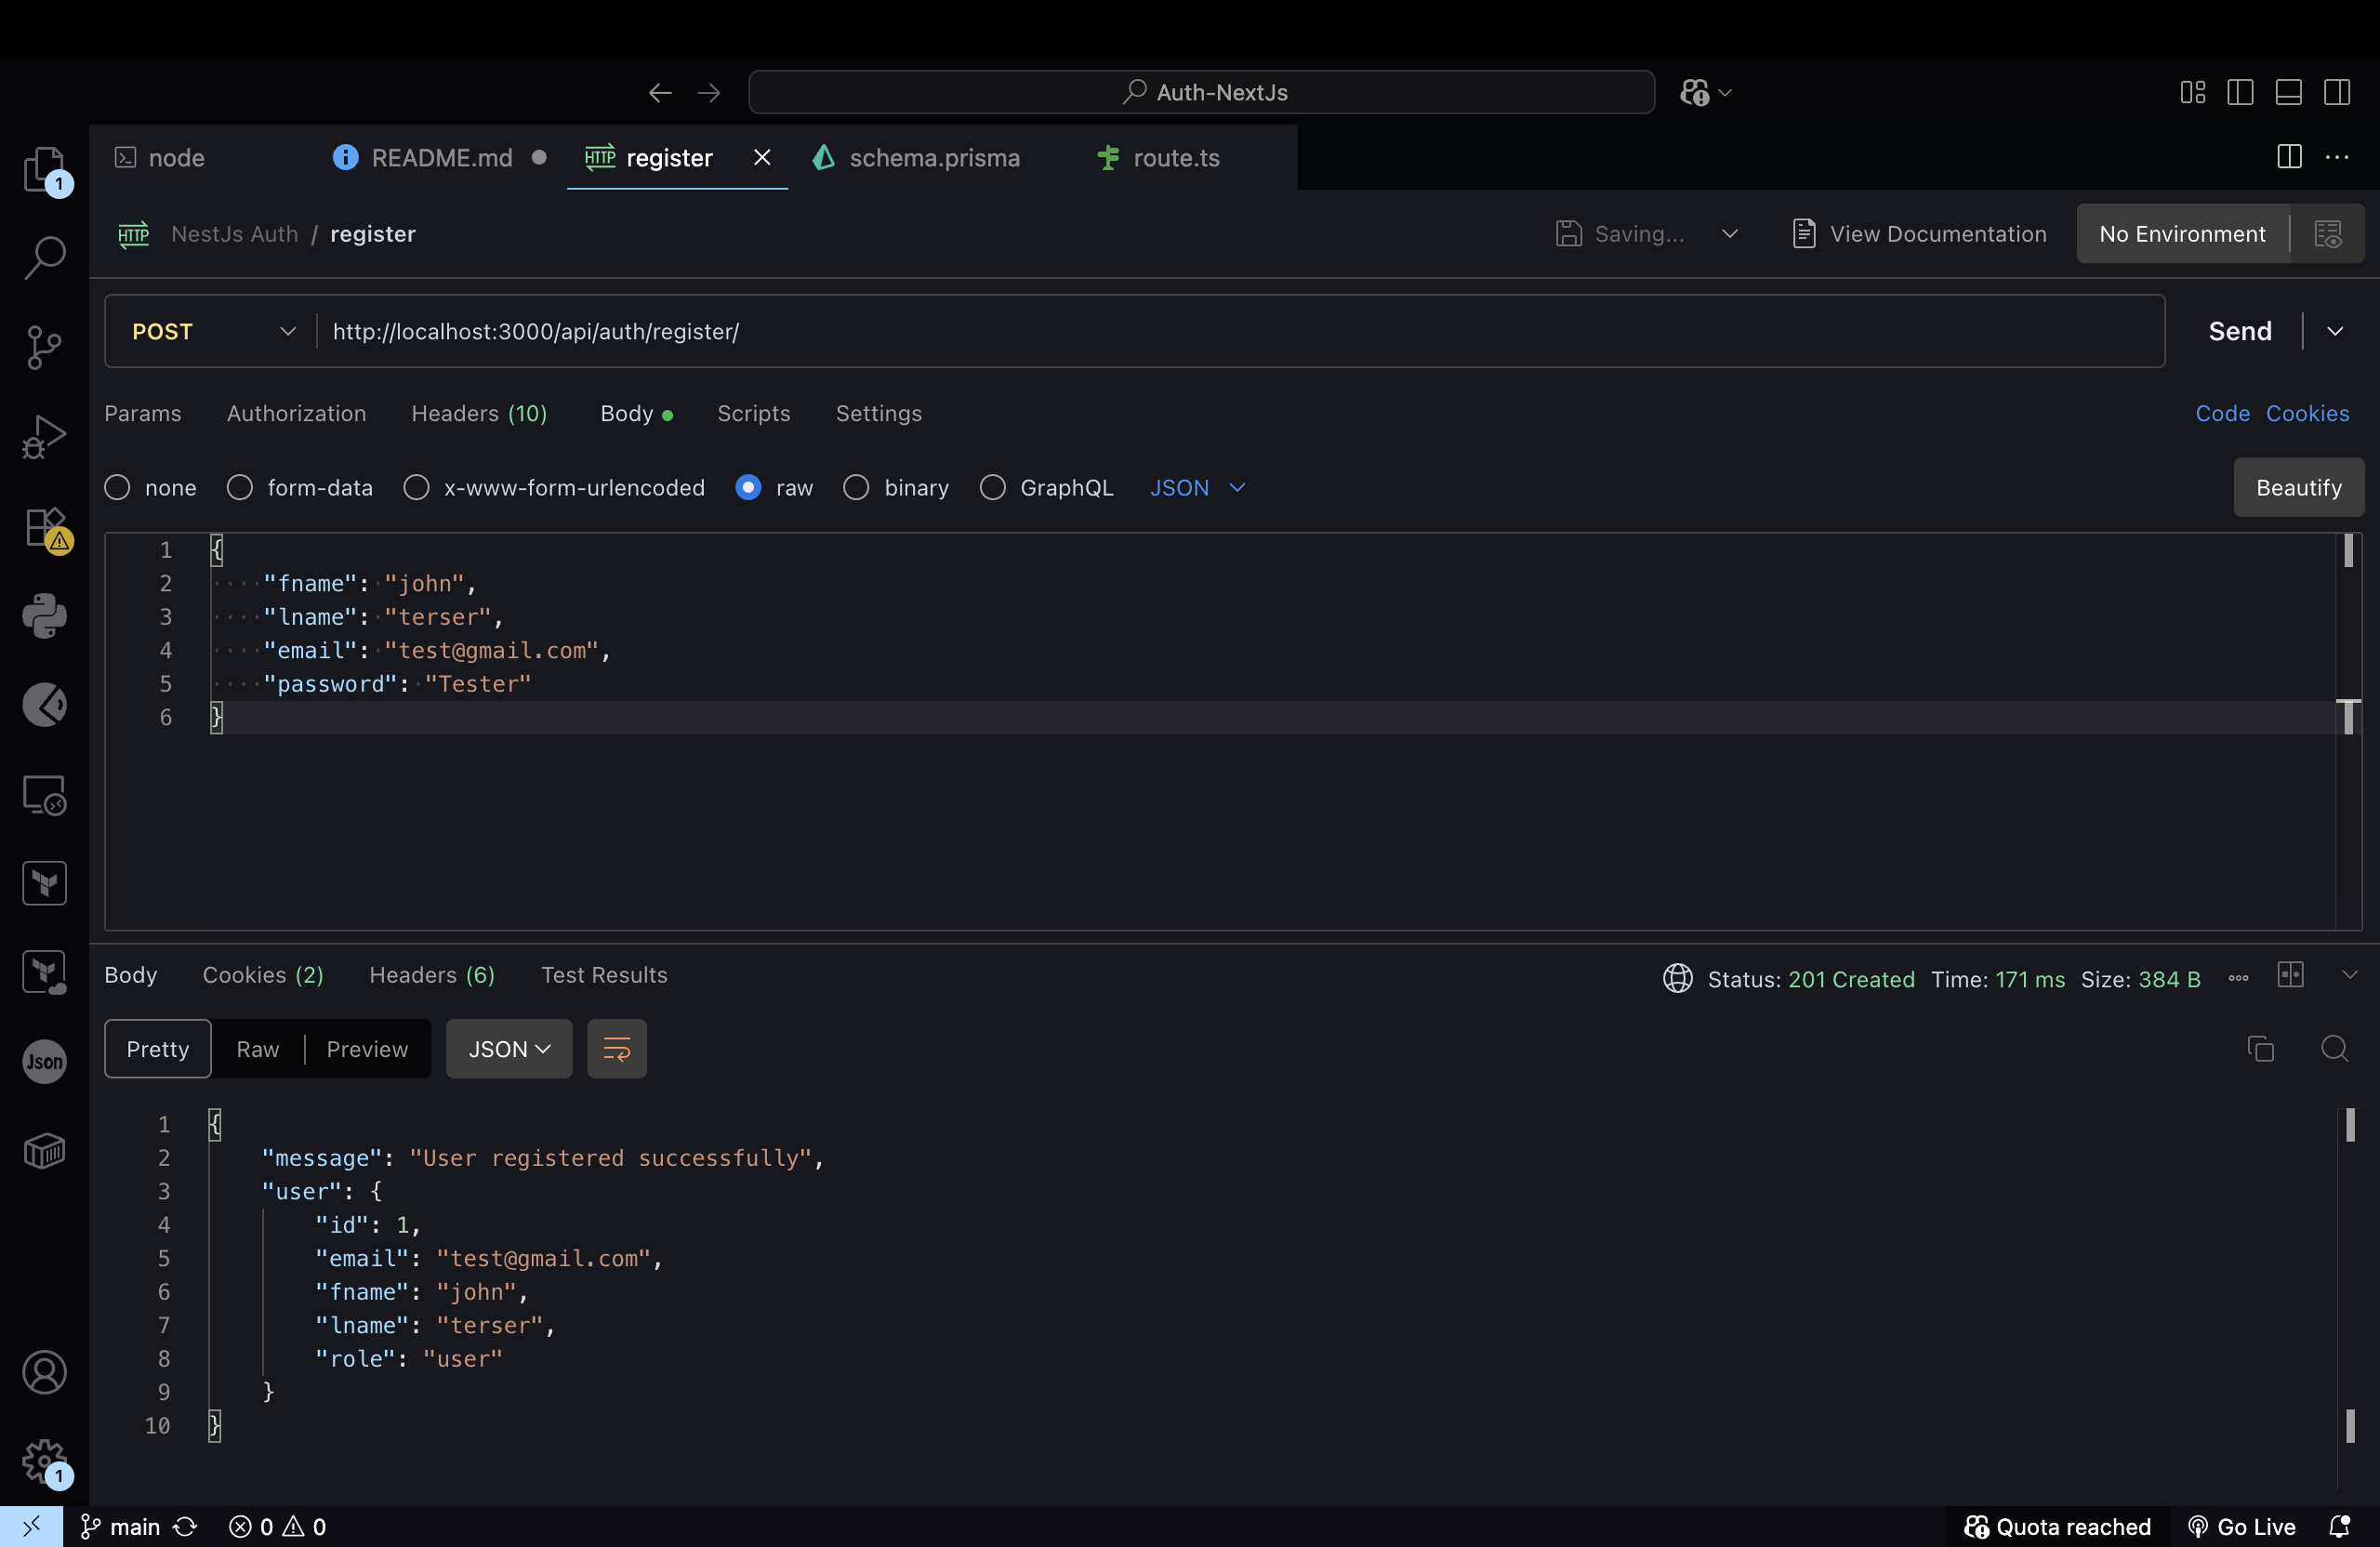 Auth-NextJs
node
README.md
register
schema.prisma
route.ts
1
HTTP NestJs Auth / register
Saving...
View Documentation
No Environment
POST
http://localhost:3000/api/auth/register/
Send
Params Authorization Headers (10) Body Scripts Settings
Code Cookies
none form-data x-www-form-urlencoded raw binary GraphQL JSON
Beautify
1 {
2 "fname": "john",
3 "lname": "terser",
4 "email": "test@gmail.com",
5 "password": "Tester"
6 }
Body Cookies (2) Headers (6) Test Results
Status: 201 Created Time: 171 ms Size: 384 B
Pretty Raw Preview JSON
Json
1 {
2 "message": "User registered successfully",
3 "user": {
4 "id": 1,
5 "email": "test@gmail.com",
6 "fname": "john",
7 "lname": "terser",
8 "role": "user"
9 }
10 }
1
main 0 0
Quota reached Go Live